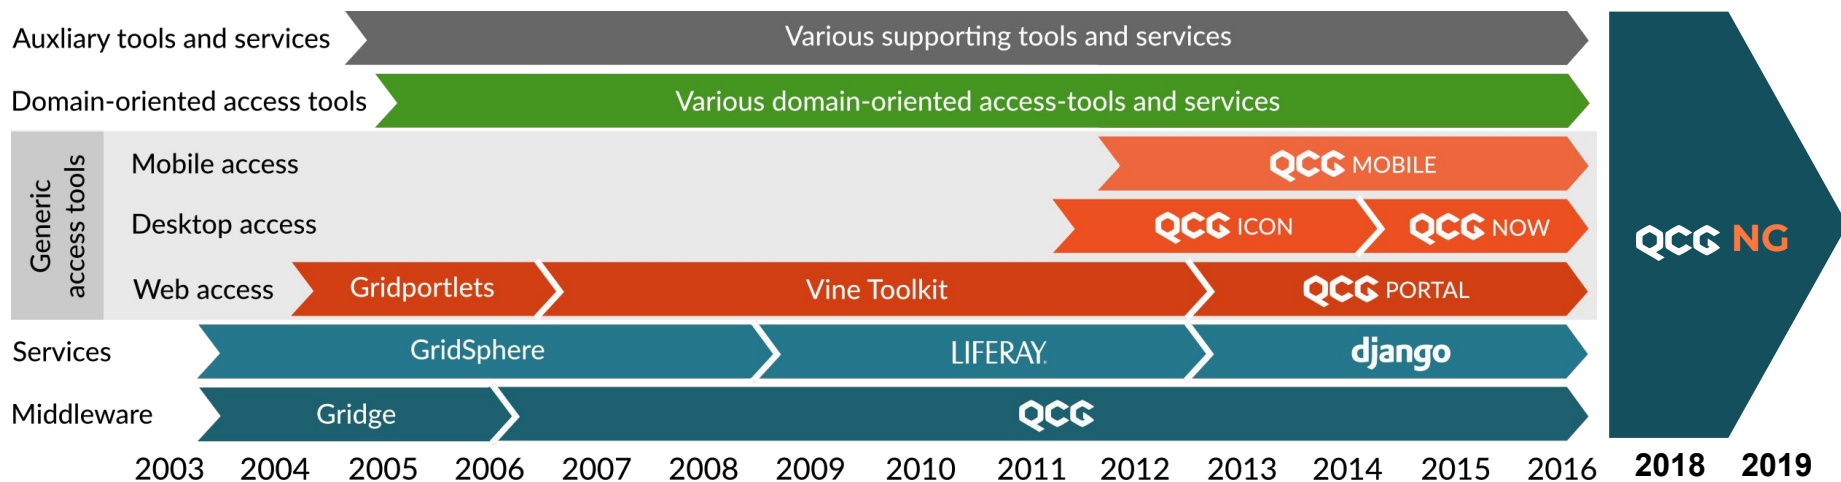 Auxliary tools and services
Various supporting tools and services
Domain-oriented access tools
Various domain-oriented access-tools and services
Generic
access tools
Mobile access
QCG MOBILE
Desktop access
QCG ICON
QCG NOW
Web access
Gridportlets
Vine Toolkit
QCG PORTAL
Services
GridSphere
LIFERAY.
django
Middleware
Gridge
QCG
QCG NG
2003 2004 2005 2006 2007 2008 2009 2010 2011 2012 2013 2014 2015 2016 2018 2019